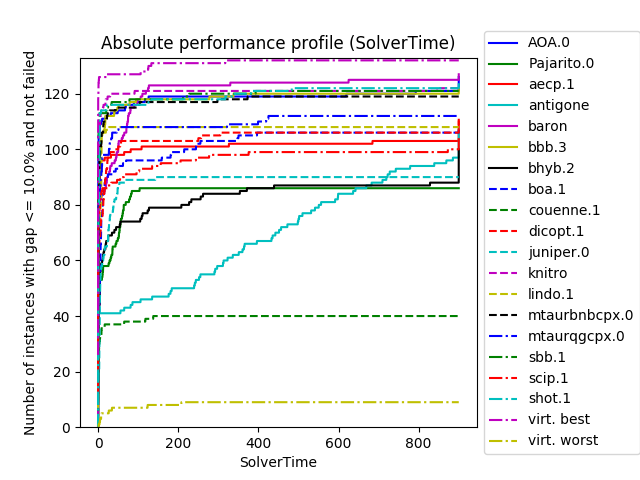 Absolute performance profile (SolverTime)
Number of instances with gap <= 10.0% and not failed
120
100
80
60
40
20
0
0 200 400 600 800
SolverTime
AOA.0
Pajarito.0
aecp.1
antigone
baron
bbb.3
bhyb.2
boa.1
couenne.1
dicopt.1
juniper.0
knitro
lindo.1
mtaurbnbcpx.0
mtaurqgcpx.0
sbb.1
scip.1
shot.1
virt. best
virt. worst